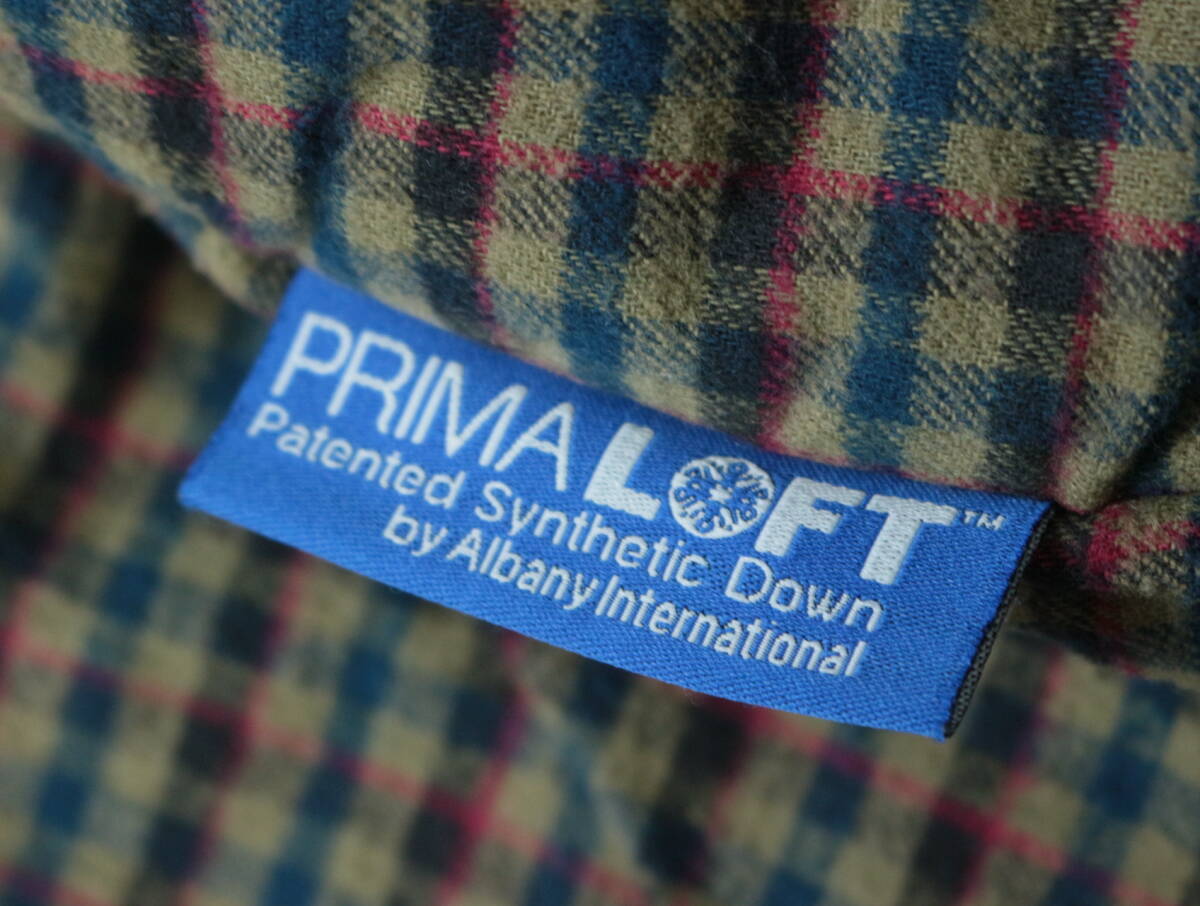 PRIMALOFT™
Patented Synthetic Down
by Albany International